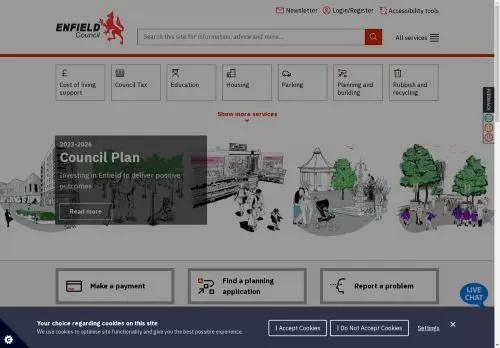 ENFIELD
Council
Newsletter
Login/Register
Accessibility tools
Search this site for information, advice and more...
All services
Cost of living
support
Council Tax
Education
Housing
Parking
Planning and
building
Rubbish and
recycling
FEEDBACK
Show more services
2023-2026
Council Plan
Investing in Enfield to deliver positive
outcomes
Read more
Make a payment
Find a planning
application
Report a problem
LIVE
CHAT
Your choice regarding cookies on this site
We use cookies to optimise site functionality and give you the best possible experience.
I Accept Cookies
I Do Not Accept Cookies
Settings